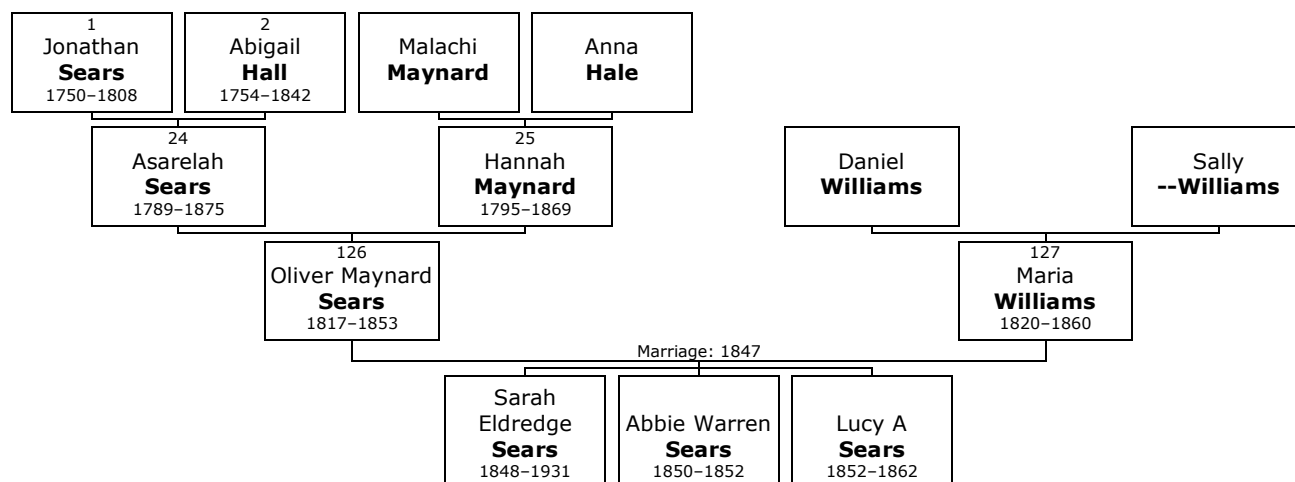 1
Jonathan
Sears
1750–1808
2
Abigail
Hall
1754–1842
Malachi
Maynard
Anna
Hale
24
Asarelah
Sears
1789–1875
25
Hannah
Maynard
1795–1869
Daniel
Williams
Sally
--Williams
126
Oliver Maynard
Sears
1817–1853
127
Maria
Williams
1820–1860
Marriage: 1847
Sarah
Eldredge
Sears
1848–1931
Abbie Warren
Sears
1850–1852
Lucy A
Sears
1852–1862